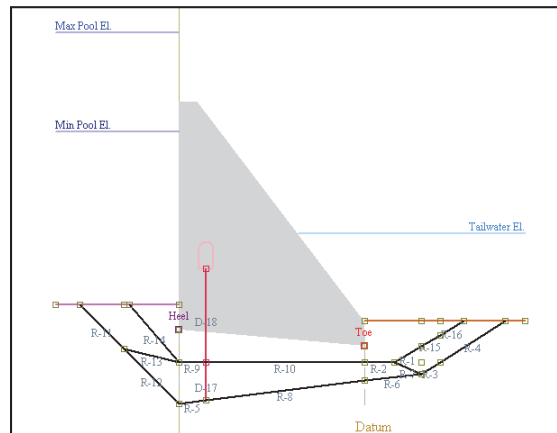 Max Pool El.
Min Pool El.
Tailwater El.
Heel
D-18
Toe
R-11
R-14
R-13
R-12
R-9
R-10
R-2
R-1
R-15
R-16
R-4
R-3
R-6
R-8
D-17
R-5
Datum